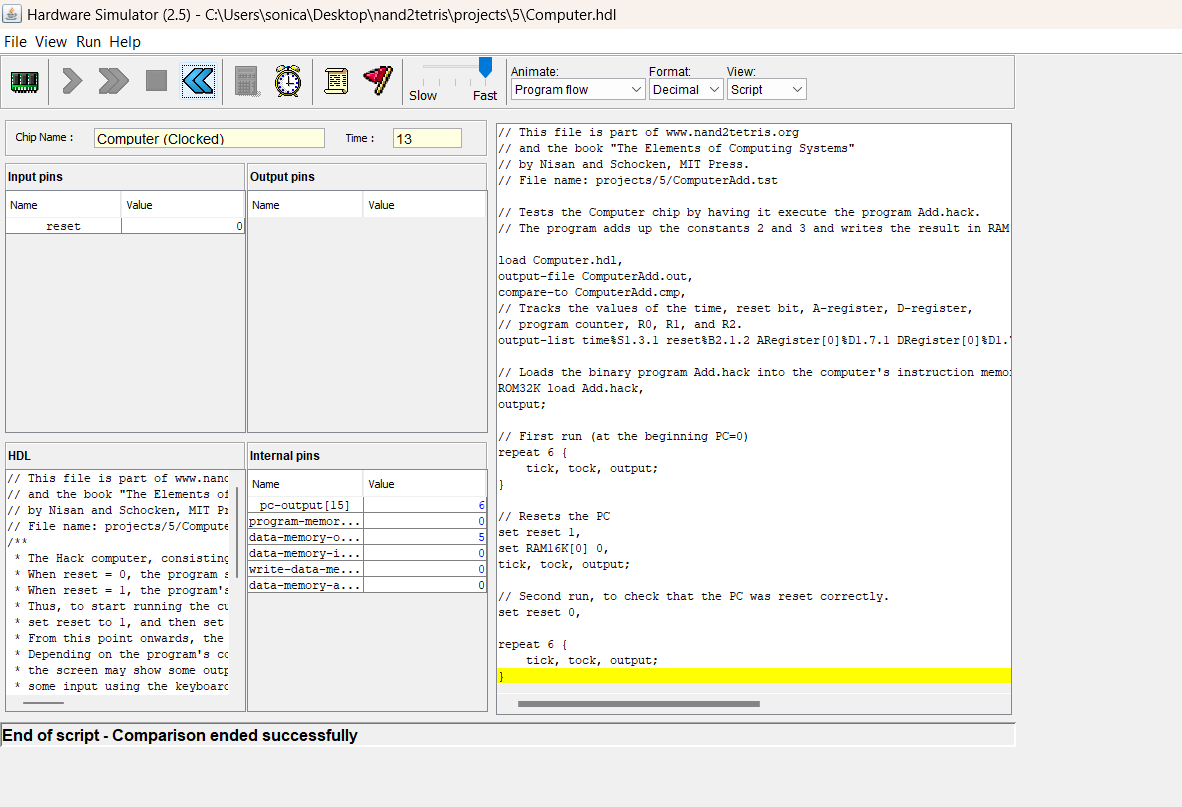 Hardware Simulator (2.5) - C:\Users\sonica\Desktop\nand2tetris\projects\5\Computer.hdl
File View Run Help
Slow Fast
Animate: Format: View:
Program flow Decimal Script
Chip Name : Computer (Clocked) Time : 13
Input pins
Name Value
reset 0
Output pins
Name Value
HDL
// This file is part of www.nand
// and the book "The Elements of
// by Nisan and Schocken, MIT Pr
// File name: projects/5/Compute
/**
* The Hack computer, consisting
* When reset = 0, the program s
* When reset = 1, the program's
* Thus, to start running the cu
* set reset to 1, and then set
* From this point onwards, the
* Depending on the program's co
* the screen may show some outp
* some input using the keyboard
Internal pins
Name Value
pc-output[15] 6
program-memor... 0
data-memory-o... 5
data-memory-i... 0
write-data-me... 0
data-memory-a... 0
// This file is part of www.nand2tetris.org
// and the book "The Elements of Computing Systems"
// by Nisan and Schocken, MIT Press.
// File name: projects/5/ComputerAdd.tst
// Tests the Computer chip by having it execute the program Add.hack.
// The program adds up the constants 2 and 3 and writes the result in RAM
load Computer.hdl,
output-file ComputerAdd.out,
compare-to ComputerAdd.cmp,
// Tracks the values of the time, reset bit, A-register, D-register,
// program counter, R0, R1, and R2.
output-list time%S1.3.1 reset%B2.1.2 ARegister[0]%D1.7.1 DRegister[0]%D1.
// Loads the binary program Add.hack into the computer's instruction memo
ROM32K load Add.hack,
output;
// First run (at the beginning PC=0)
repeat 6 {
tick, tock, output;
}
// Resets the PC
set reset 1,
set RAM16K[0] 0,
tick, tock, output;
// Second run, to check that the PC was reset correctly.
set reset 0,
repeat 6 {
tick, tock, output;
}
End of script - Comparison ended successfully